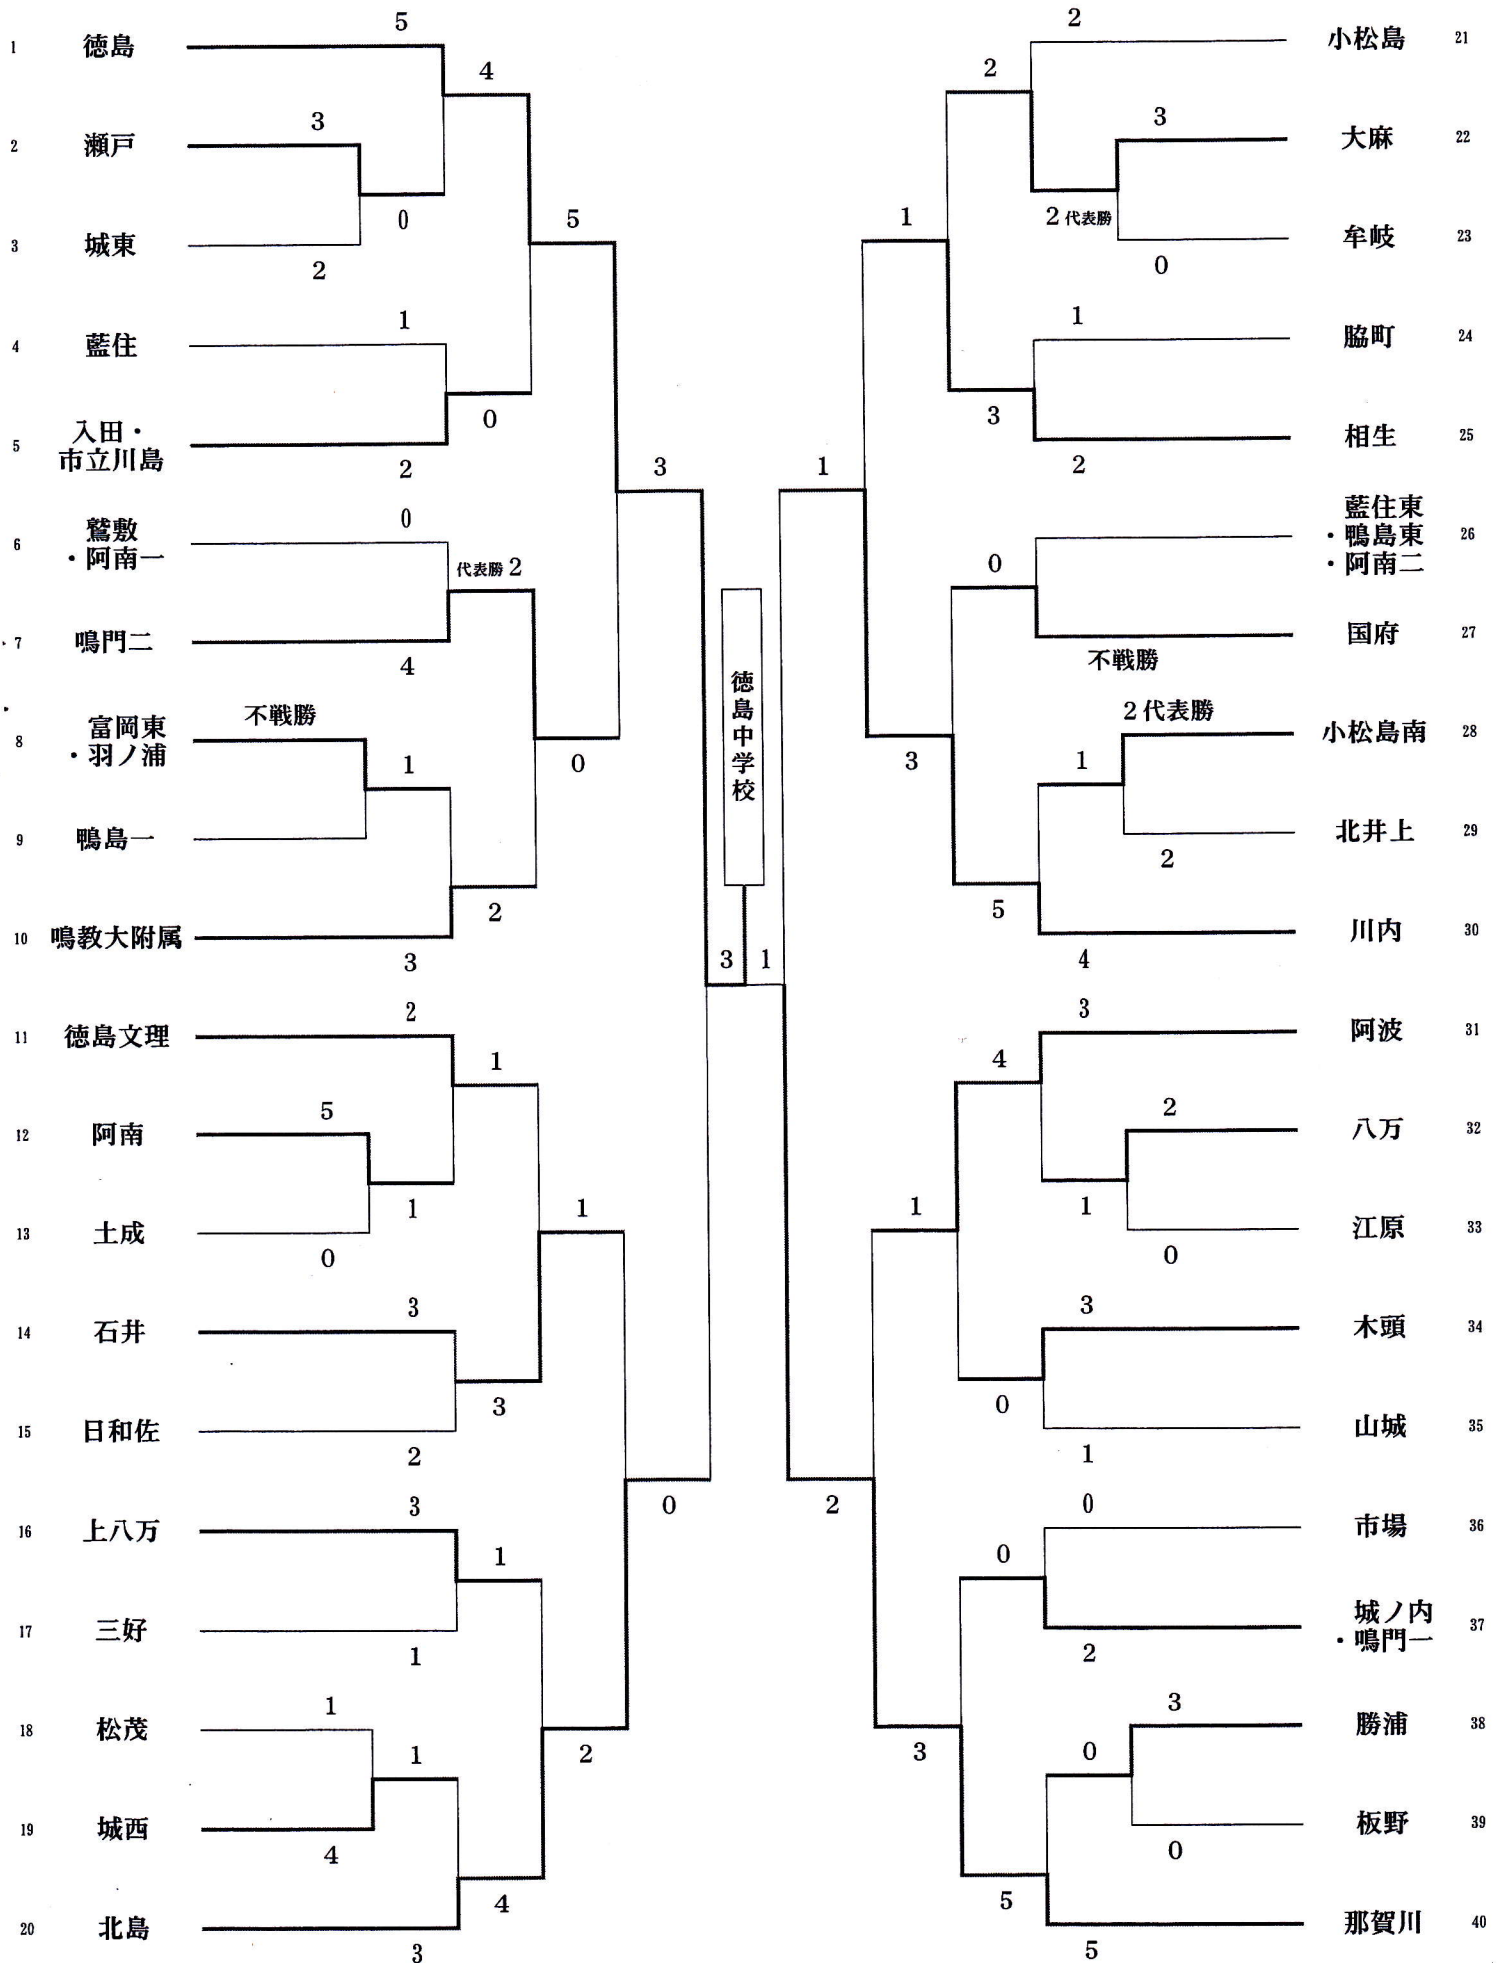 1 徳島
5
4
2 瀬戸
3
0
3 城東
2
5
4 藍住
1
0
5 入田・
市立川島
2
3
6 鷲敷
・阿南一
0
代表勝 2
7 鳴門二
4
8 富岡東
・羽ノ浦
不戦勝
1
0
9 鴨島一
2
10 鳴教大附属
3
11 徳島文理
2
1
12 阿南
5
1
13 土成
0
1
14 石井
3
3
15 日和佐
2
0
16 上八万
3
1
17 三好
1
18 松茂
1
1
2
19 城西
4
4
20 北島
3
徳島中学校
3 1
2
小松島 21
2
3
大麻 22
1
2代表勝
牟岐 23
0
1
脇町 24
3
相生 25
2
1
藍住東
・鴨島東
・阿南二 26
0
国府 27
不戦勝
2代表勝
小松島南 28
3
1
北井上 29
2
5
川内 30
4
3
阿波 31
4
2
八万 32
1
1
江原 33
0
3
木頭 34
0
山城 35
1
2
0
市場 36
0
城ノ内
・鳴門一 37
2
3
勝浦 38
3
0
板野 39
0
5
那賀川 40
5